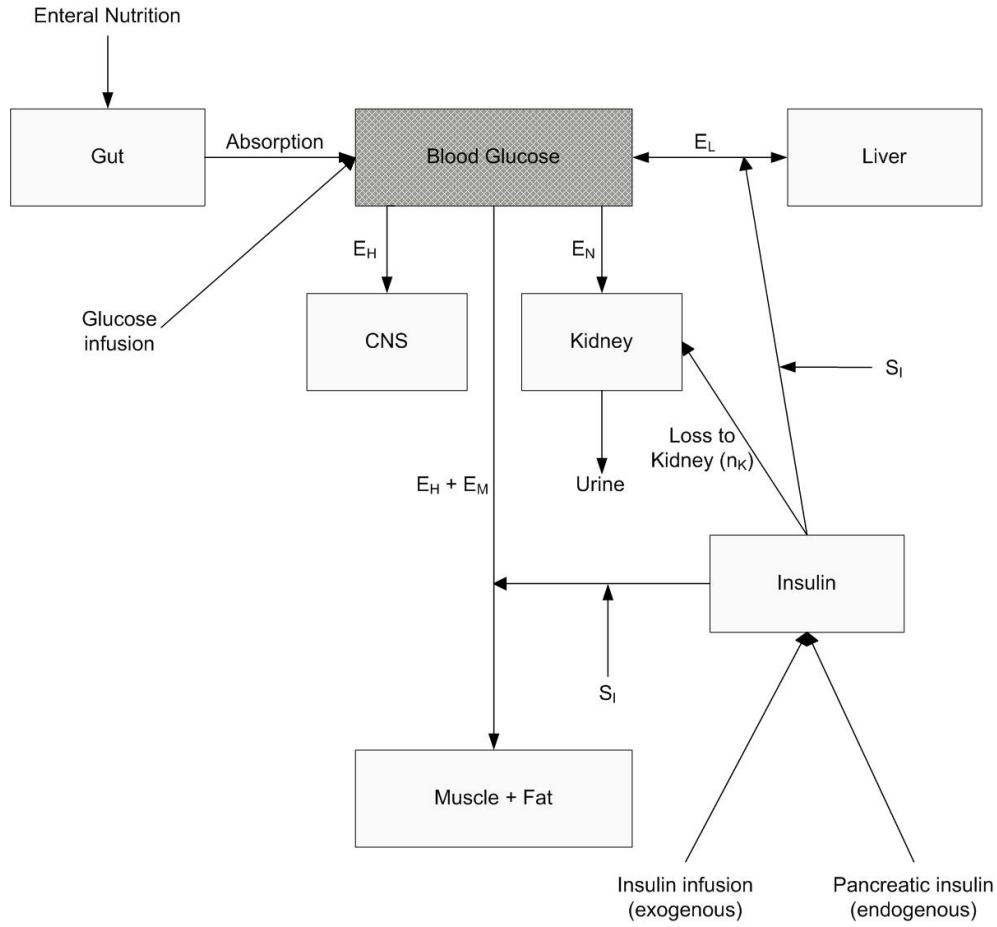 Enteral Nutrition
Gut
Absorption
Blood Glucose
E_L
Liver
E_H
E_N
Glucose
infusion
CNS
Kidney
S_I
Loss to
Kidney (n_K)
E_H + E_M
Urine
Insulin
S_I
Muscle + Fat
Insulin infusion
(exogenous)
Pancreatic insulin
(endogenous)